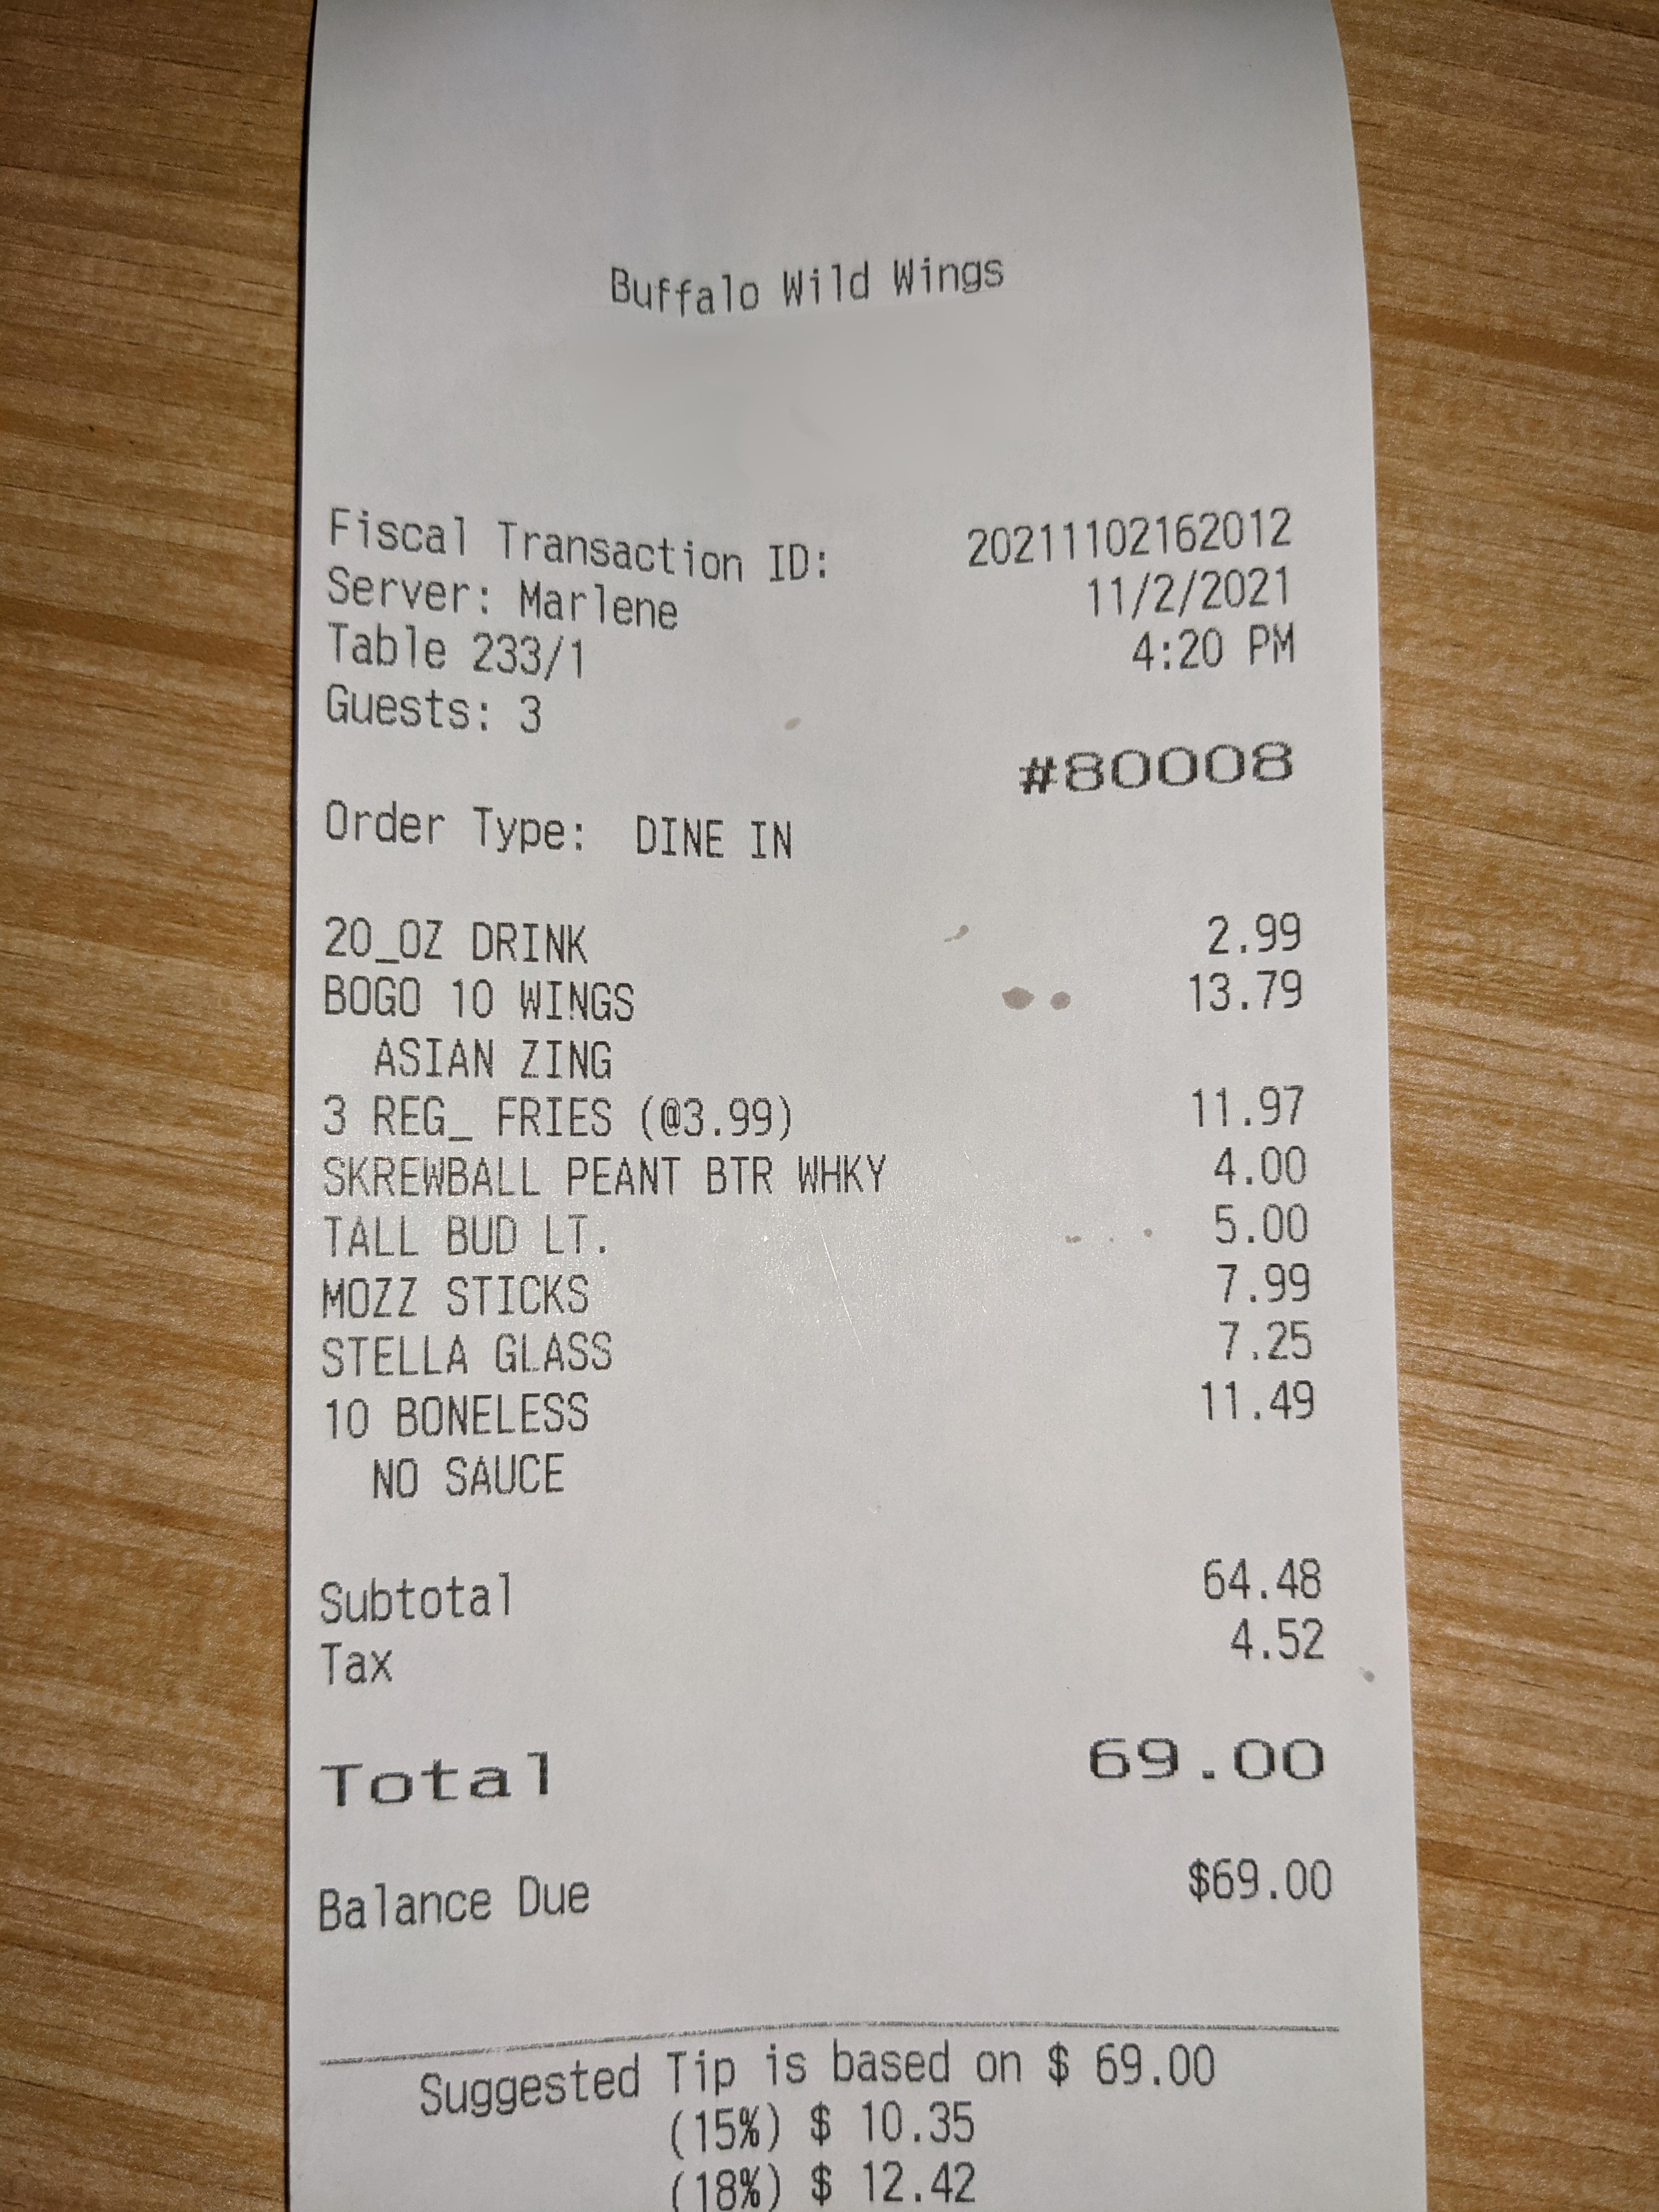 Buffalo Wild Wings
Fiscal Transaction ID: 20211102162012
Server: Marlene 11/2/2021
Table 233/1 4:20 PM
Guests: 3
#80008
Order Type: DINE IN
20_OZ DRINK 2.99
BOGO 10 WINGS 13.79
ASIAN ZING
3 REG_ FRIES (@3.99) 11.97
SKREWBALL PEANT BTR WHKY 4.00
TALL BUD LT. 5.00
MOZZ STICKS 7.99
STELLA GLASS 7.25
10 BONELESS 11.49
NO SAUCE
Subtotal 64.48
Tax 4.52
Total 69.00
Balance Due $69.00
Suggested Tip is based on $ 69.00
(15%) $ 10.35
(18%) $ 12.42